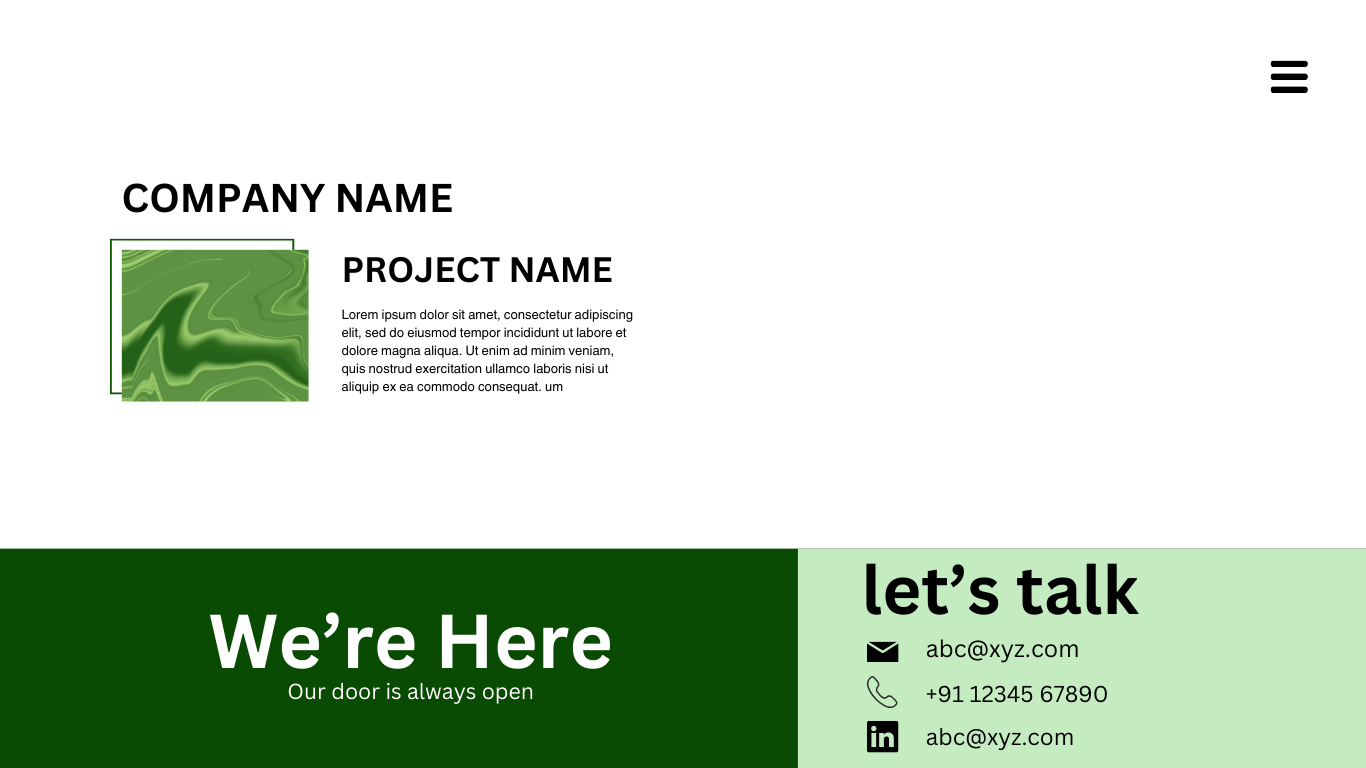 COMPANY NAME
PROJECT NAME
Lorem ipsum dolor sit amet, consectetur adipiscing
elit, sed do eiusmod tempor incididunt ut labore et
dolore magna aliqua. Ut enim ad minim veniam,
quis nostrud exercitation ullamco laboris nisi ut
aliquip ex ea commodo consequat. um
We’re Here
Our door is always open
let’s talk
abc@xyz.com
+91 12345 67890
in
abc@xyz.com